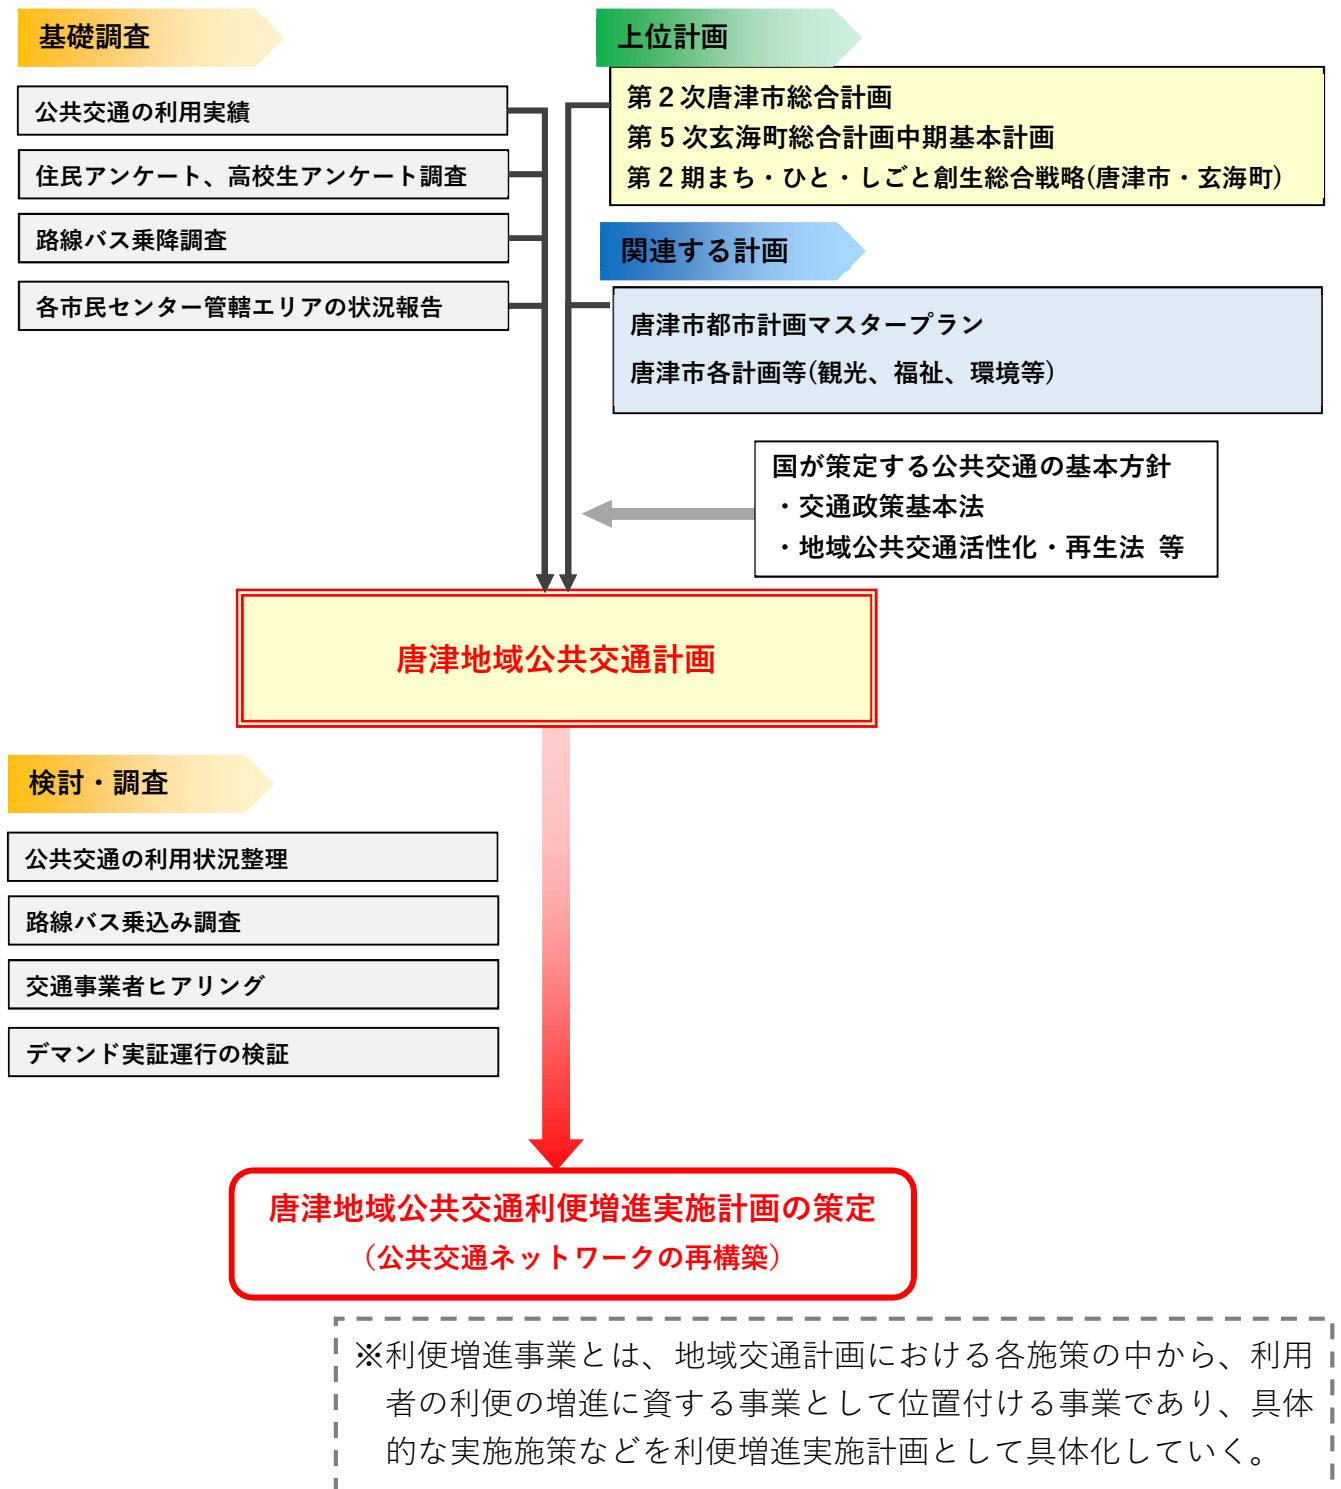 基礎調査
公共交通の利用実績
住民アンケート、高校生アンケート調査
路線バス乗降調査
各市民センター管轄エリアの状況報告
上位計画
第2次唐津市総合計画
第5次玄海町総合計画中期基本計画
第2期まち・ひと・しごと創生総合戦略(唐津市・玄海町)
関連する計画
唐津市都市計画マスタープラン
唐津市各計画等(観光、福祉、環境等)
国が策定する公共交通の基本方針
・交通政策基本法
・地域公共交通活性化・再生法 等
唐津地域公共交通計画
検討・調査
公共交通の利用状況整理
路線バス乗込み調査
交通事業者ヒアリング
デマンド実証運行の検証
唐津地域公共交通利便増進実施計画の策定
（公共交通ネットワークの再構築）
※利便増進事業とは、地域交通計画における各施策の中から、利用
者の利便の増進に資する事業として位置付ける事業であり、具体
的な実施施策などを利便増進実施計画として具体化していく。